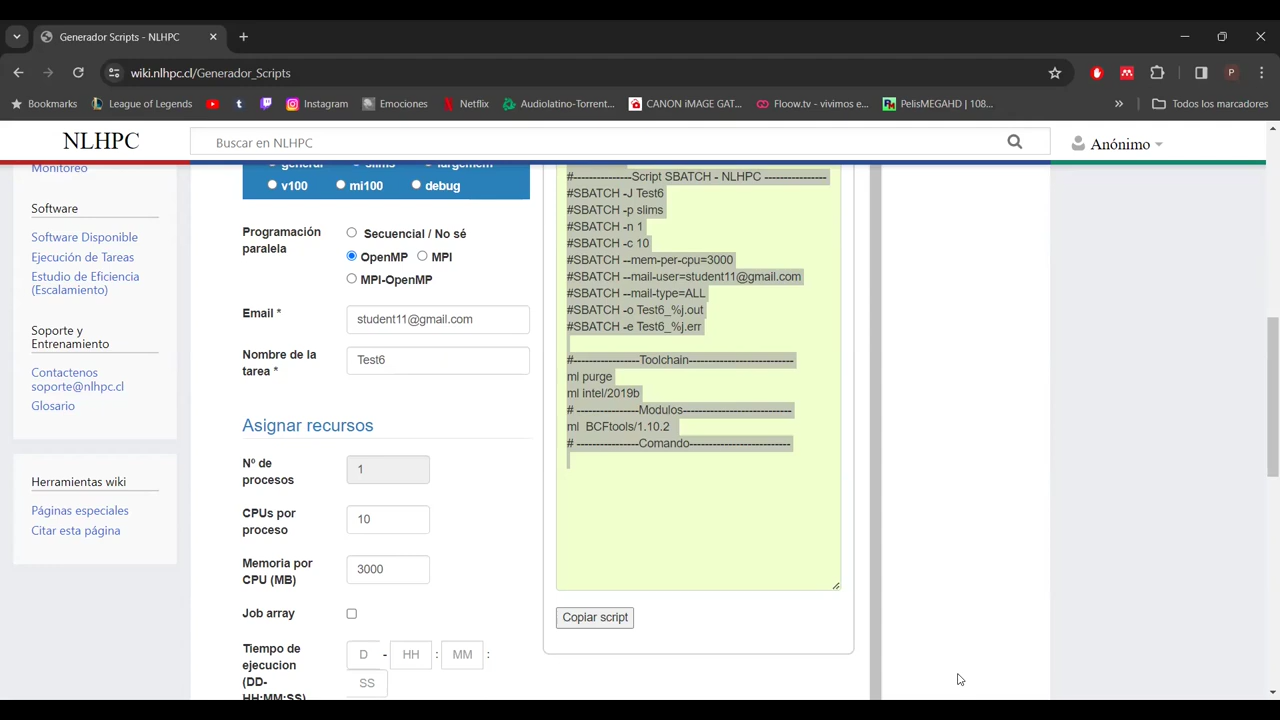 Generador Scripts - NLHPC
wiki.nlhpc.cl/Generador_Scripts
P
Bookmarks
League of Legends
Instagram
Emociones
Netflix
Audiolatino-Torrent...
CANON iMAGE GAT...
Floow.tv - vivimos e...
PelisMEGAHD | 108...
»
Todos los marcadores
NLHPC
Buscar en NLHPC
Anónimo
Monitoreo
Software
Software Disponible
Ejecución de Tareas
Estudio de Eficiencia
(Escalamiento)
Soporte y
Entrenamiento
Contactenos
soporte@nlhpc.cl
Glosario
Herramientas wiki
Páginas especiales
Citar esta página
general
slims
largemem
v100
mi100
debug
Programación
paralela
Secuencial / No sé
OpenMP
MPI
MPI-OpenMP
Email *
student11@gmail.com
Nombre de la
tarea *
Test6
Asignar recursos
Nº de
procesos
1
CPUs por
proceso
10
Memoria por
CPU (MB)
3000
Job array
Tiempo de
ejecucion
(DD-
HH:MM:SS)
D - HH : MM :
SS
#---------------Script SBATCH - NLHPC ----------------
#SBATCH -J Test6
#SBATCH -p slims
#SBATCH -n 1
#SBATCH -c 10
#SBATCH --mem-per-cpu=3000
#SBATCH --mail-user=student11@gmail.com
#SBATCH --mail-type=ALL
#SBATCH -o Test6_%j.out
#SBATCH -e Test6_%j.err
#-----------------Toolchain---------------------------
ml purge
ml intel/2019b
# ----------------Modulos----------------------------
ml  BCFtools/1.10.2
# ----------------Comando--------------------------
Copiar script